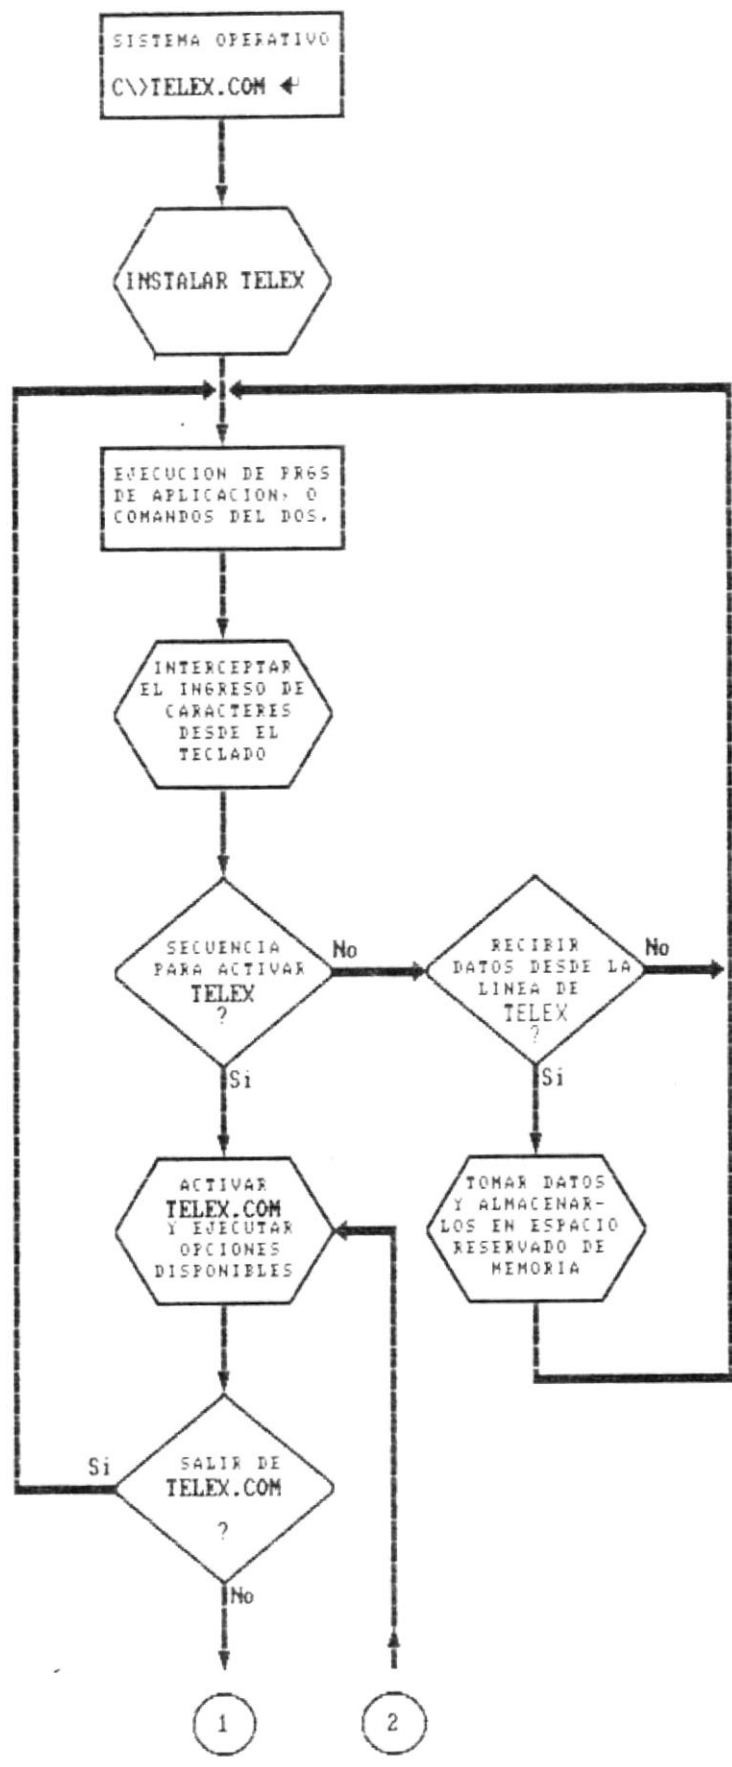 SISTEMA OPERATIVO
C\>TELEX.COM ↵
INSTALAR TELEX
EJECUCION DE PRGS
DE APLICACION, O
COMANDOS DEL DOS.
INTERCEPTAR
EL INGRESO DE
CARACTERES
DESDE EL
TECLADO
SECUENCIA
PARA ACTIVAR
TELEX
?
No
RECIBIR
DATOS DESDE LA
LINEA DE
TELEX
?
No
Si
Si
ACTIVAR
TELEX.COM
Y EJECUTAR
OPCIONES
DISPONIBLES
TOMAR DATOS
Y ALMACENAR-
LOS EN ESPACIO
RESERVADO DE
MEMORIA
Si
SALIR DE
TELEX.COM
?
No
1
2